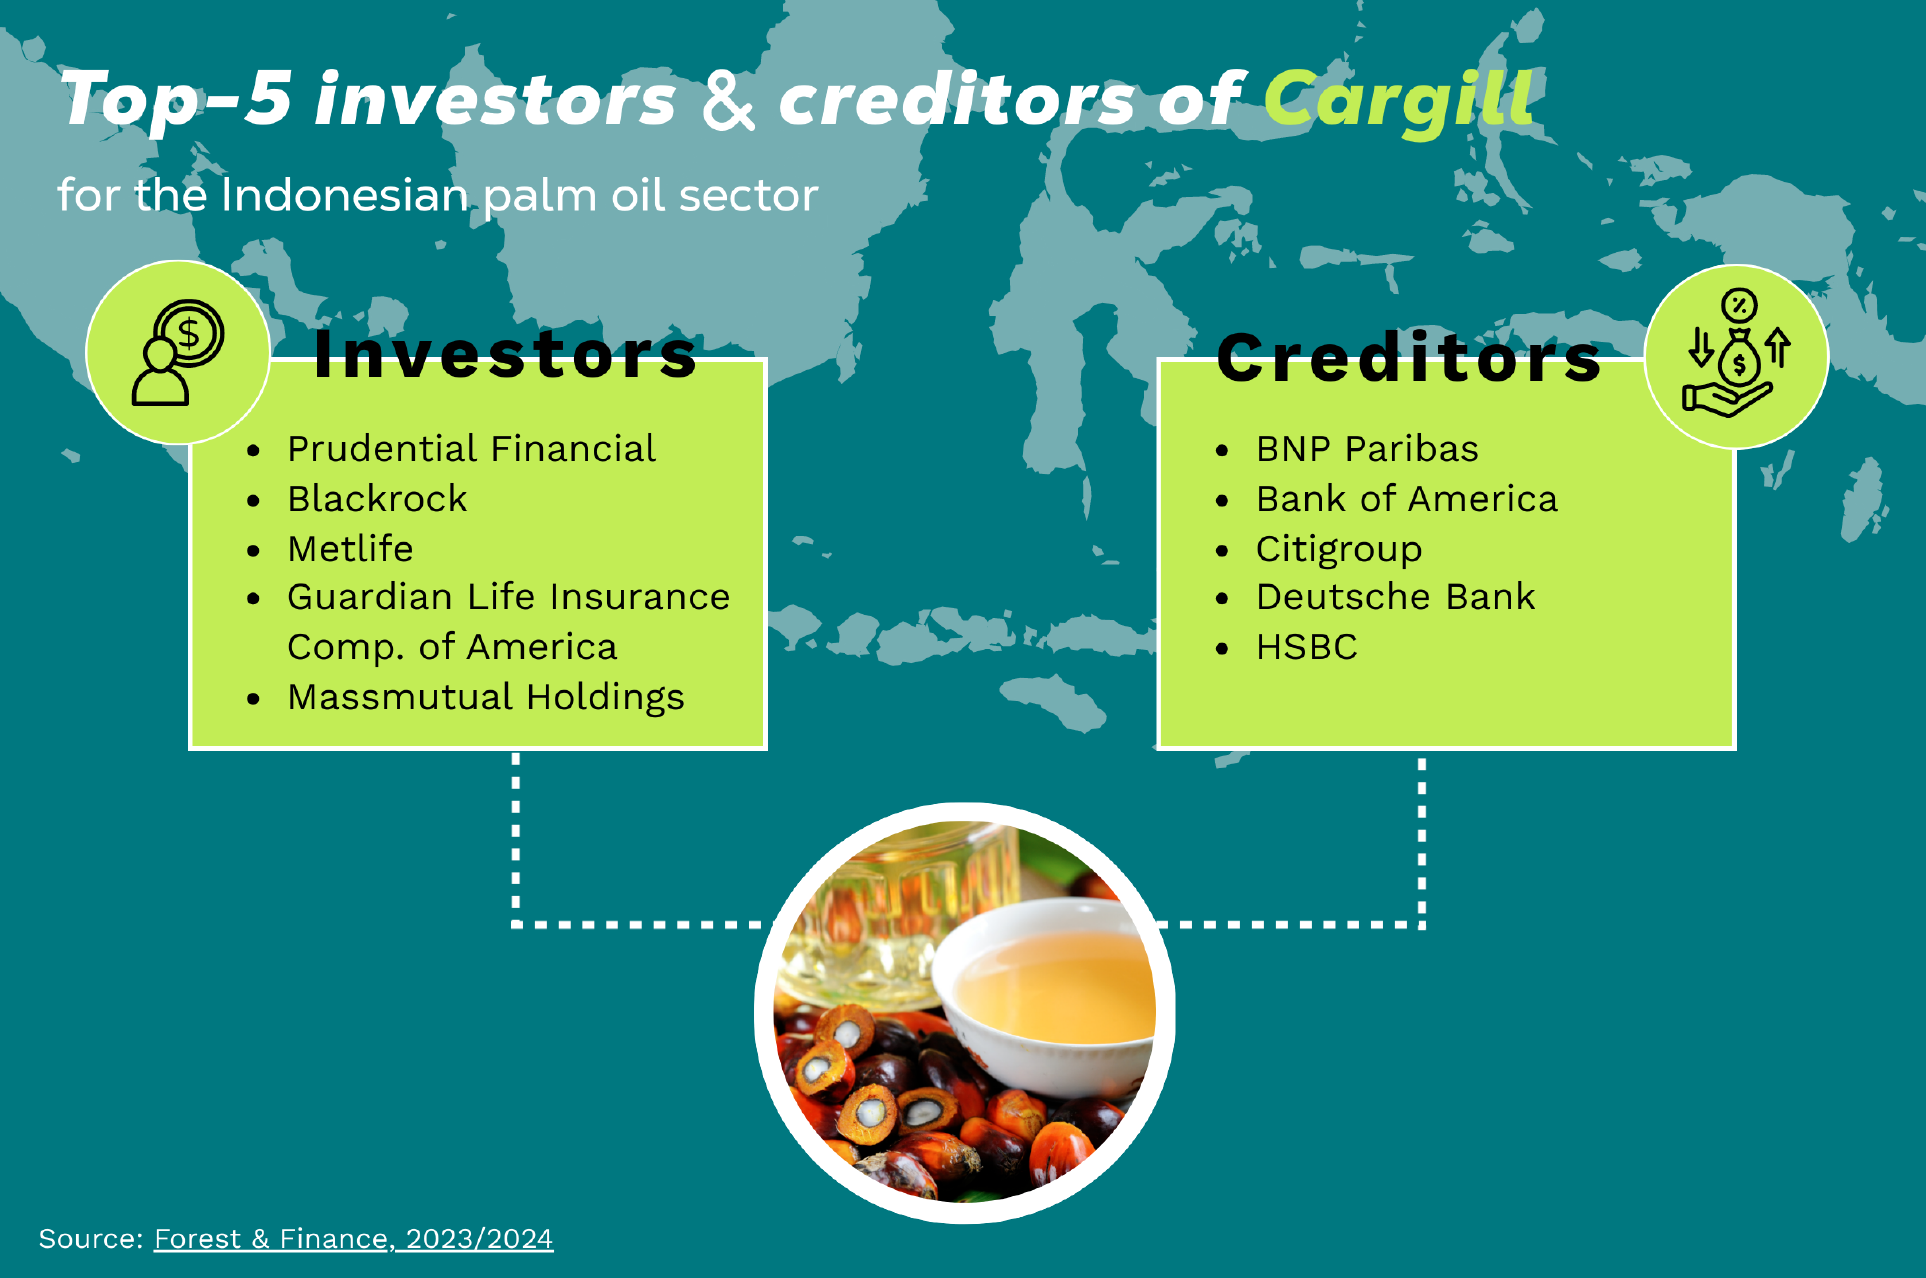 Top-5 investors & creditors of Cargill
for the Indonesian palm oil sector
Investors
• Prudential Financial
• Blackrock
• Metlife
• Guardian Life Insurance
Comp. of America
• Massmutual Holdings
Creditors
• BNP Paribas
• Bank of America
• Citigroup
• Deutsche Bank
• HSBC
Source: Forest & Finance, 2023/2024